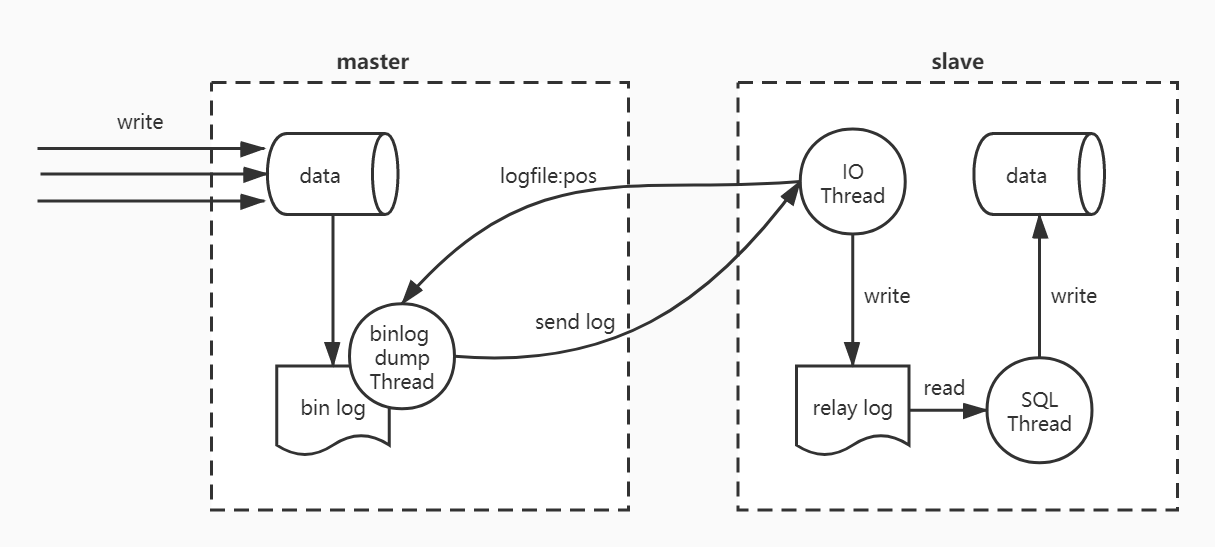 master
slave
write
data
logfile:pos
IO
Thread
data
write
write
send log
binlog
dump
Thread
bin log
relay log
read
SQL
Thread